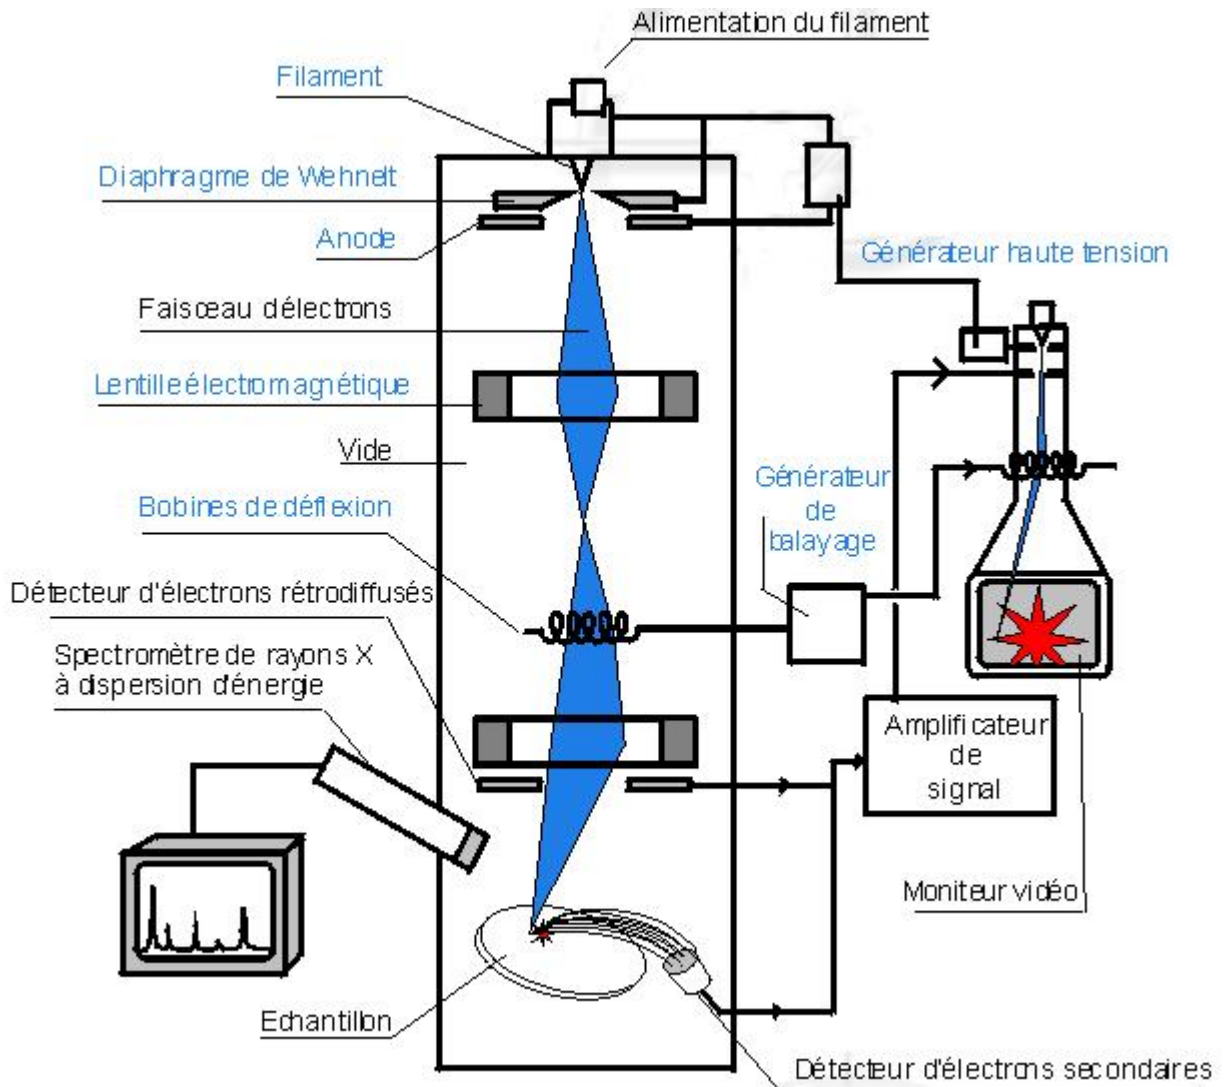 Alimentation du filament
Filament
Diaphragme de Wehnelt
Anode
Générateur haute tension
Faisceau délectrons
Lentille électromagnétique
Vide
Bobines de déflexion
Générateur
de
balayage
Détecteur d'électrons rétrodiffusés
Spectromètre de rayons X
à dispersion d'énergie
Amplificateur
de
signal
Moniteur vidéo
Echantillon
Détecteur d'électrons secondaires